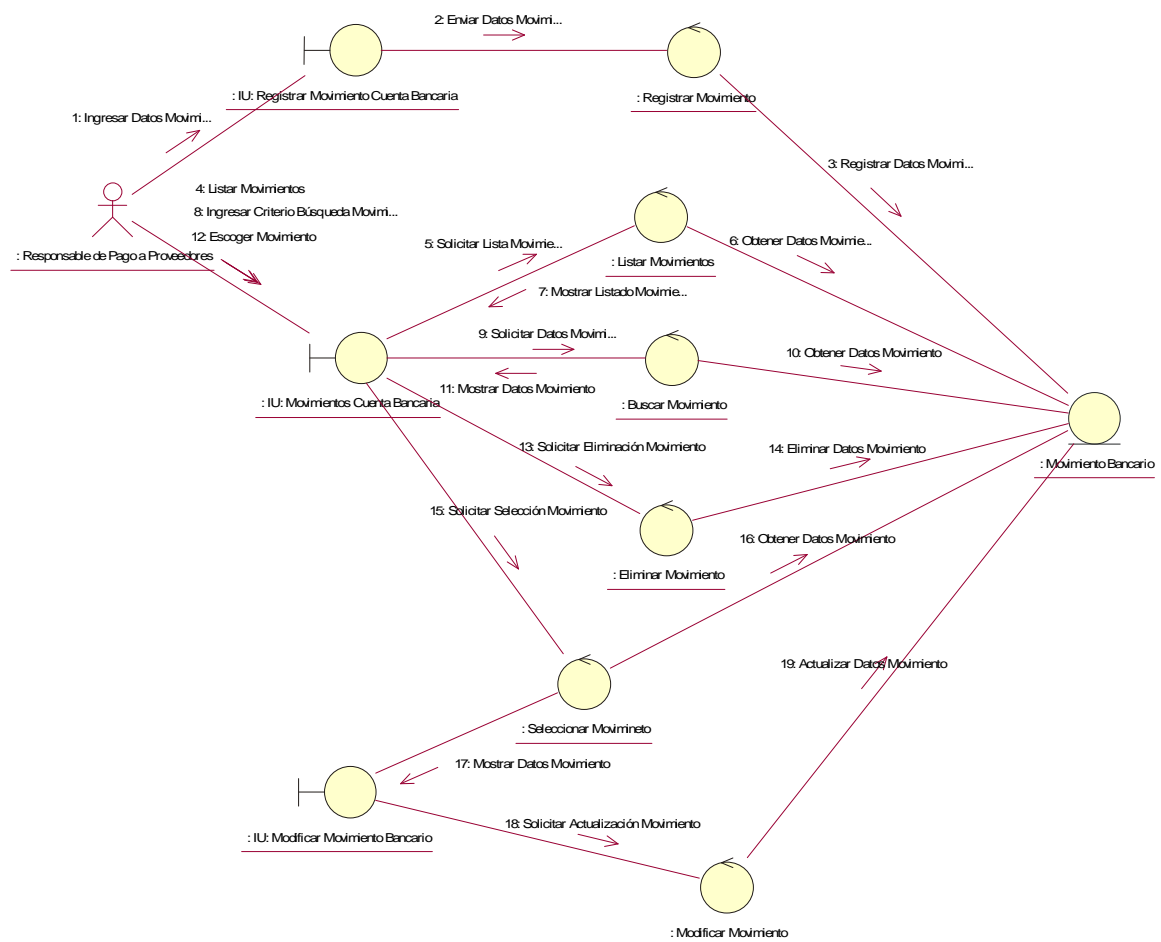 2: Enviar Datos Movimi...
: IU: Registrar Movimiento Cuenta Bancaria
: Registrar Movimiento
1: Ingresar Datos Movimi...
3: Registrar Datos Movimi...
4: Listar Movimientos
8: Ingresar Criterio Búsqueda Movimi...
12: Escoger Movimiento
: Responsable de Pago a Proveedores
5: Solicitar Lista Movimie...
6: Obtener Datos Movimie...
: Listar Movimientos
7: Mostrar Listado Movimie...
9: Solicitar Datos Movimi...
10: Obtener Datos Movimiento
11: Mostrar Datos Movimiento
: IU: Movimientos Cuenta Bancaria
: Buscar Movimiento
13: Solicitar Eliminación Movimiento
14: Eliminar Datos Movimiento
: Movimiento Bancario
15: Solicitar Selección Movimiento
16: Obtener Datos Movimiento
: Eliminar Movimiento
19: Actualizar Datos Movimiento
: Seleccionar Movimineto
17: Mostrar Datos Movimiento
18: Solicitar Actualización Movimiento
: IU: Modificar Movimiento Bancario
: Modificar Movimiento